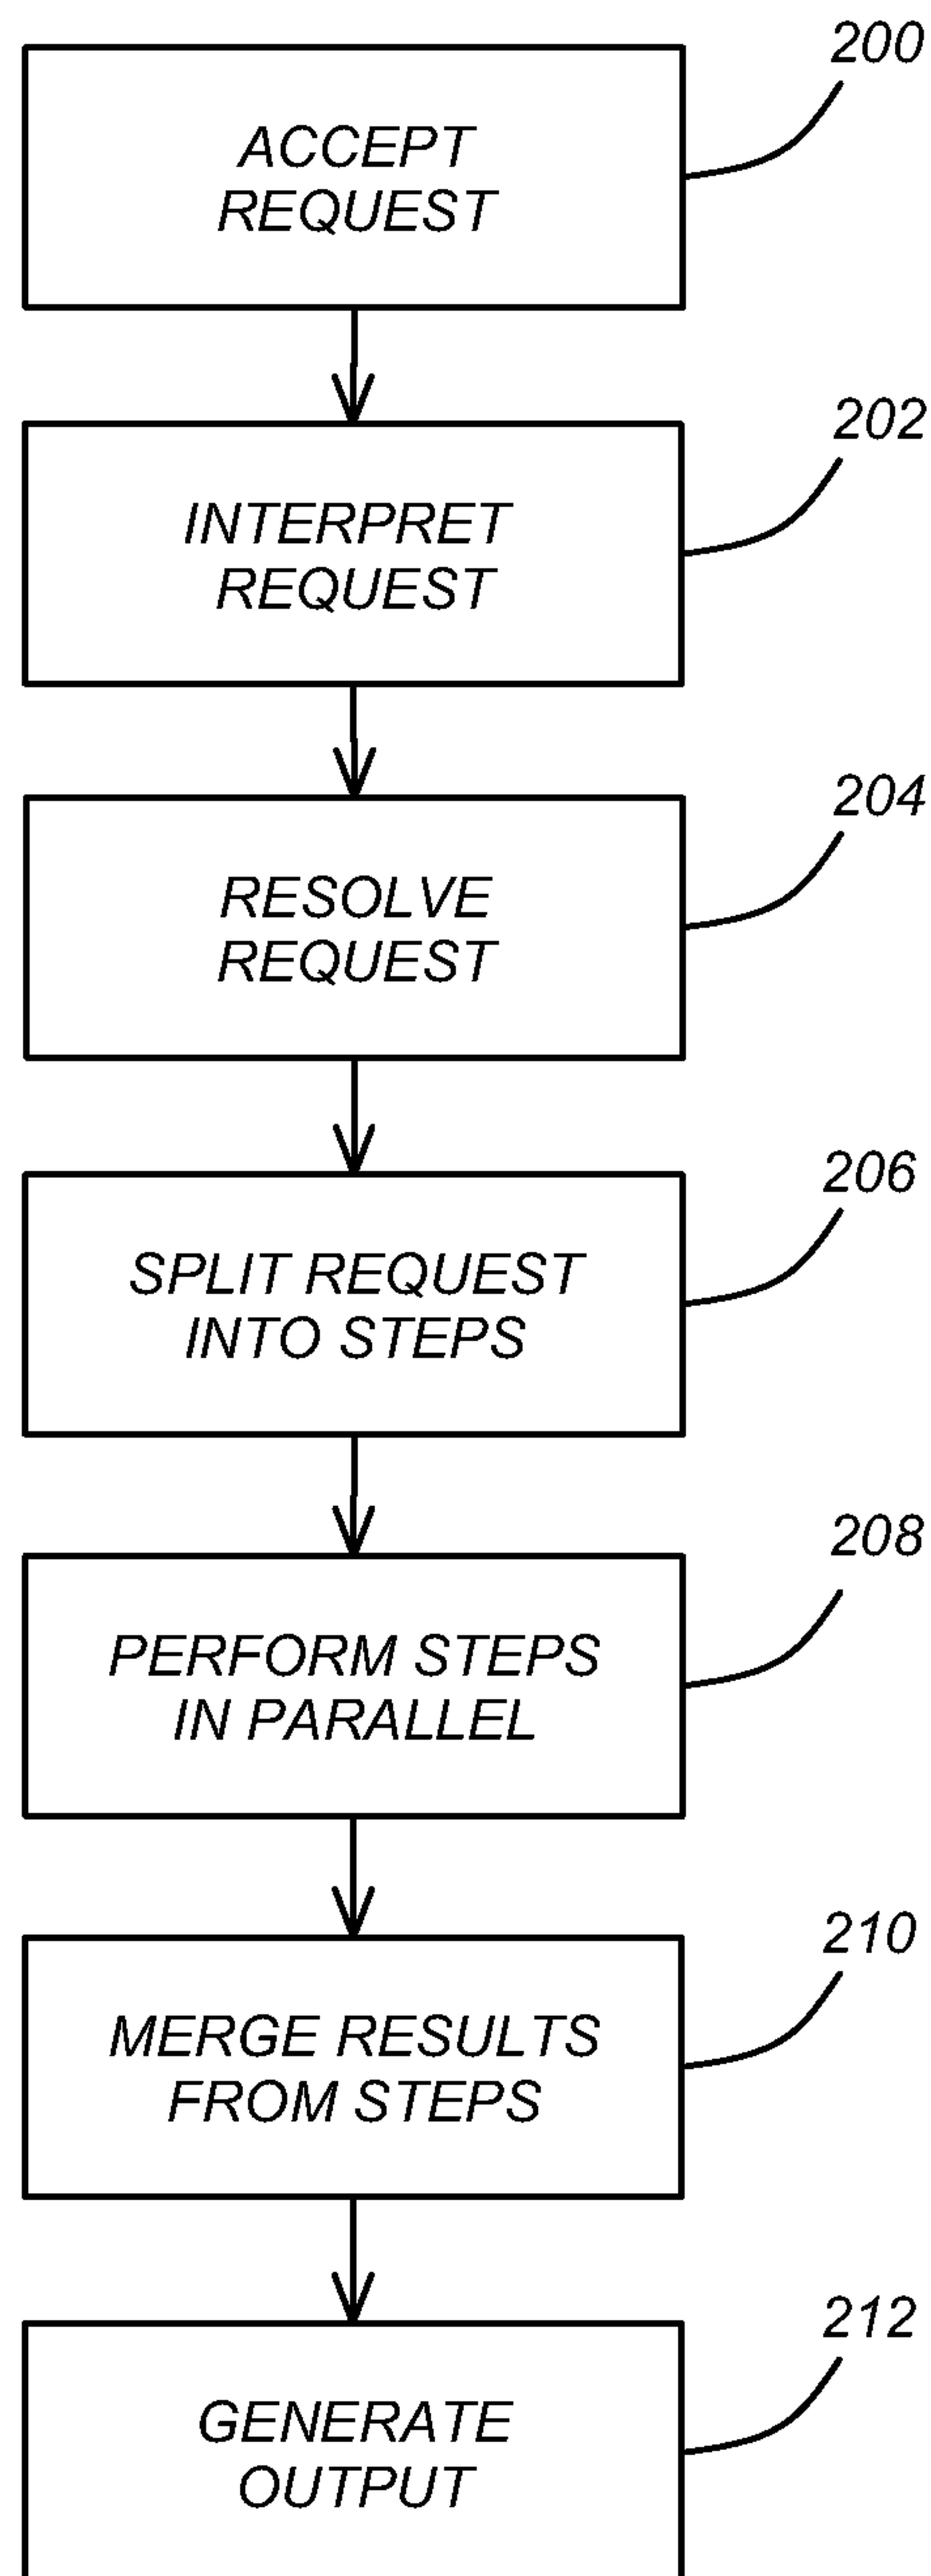 200
ACCEPT
REQUEST
202
INTERPRET
REQUEST
204
RESOLVE
REQUEST
206
SPLIT REQUEST
INTO STEPS
208
PERFORM STEPS
IN PARALLEL
210
MERGE RESULTS
FROM STEPS
212
GENERATE
OUTPUT